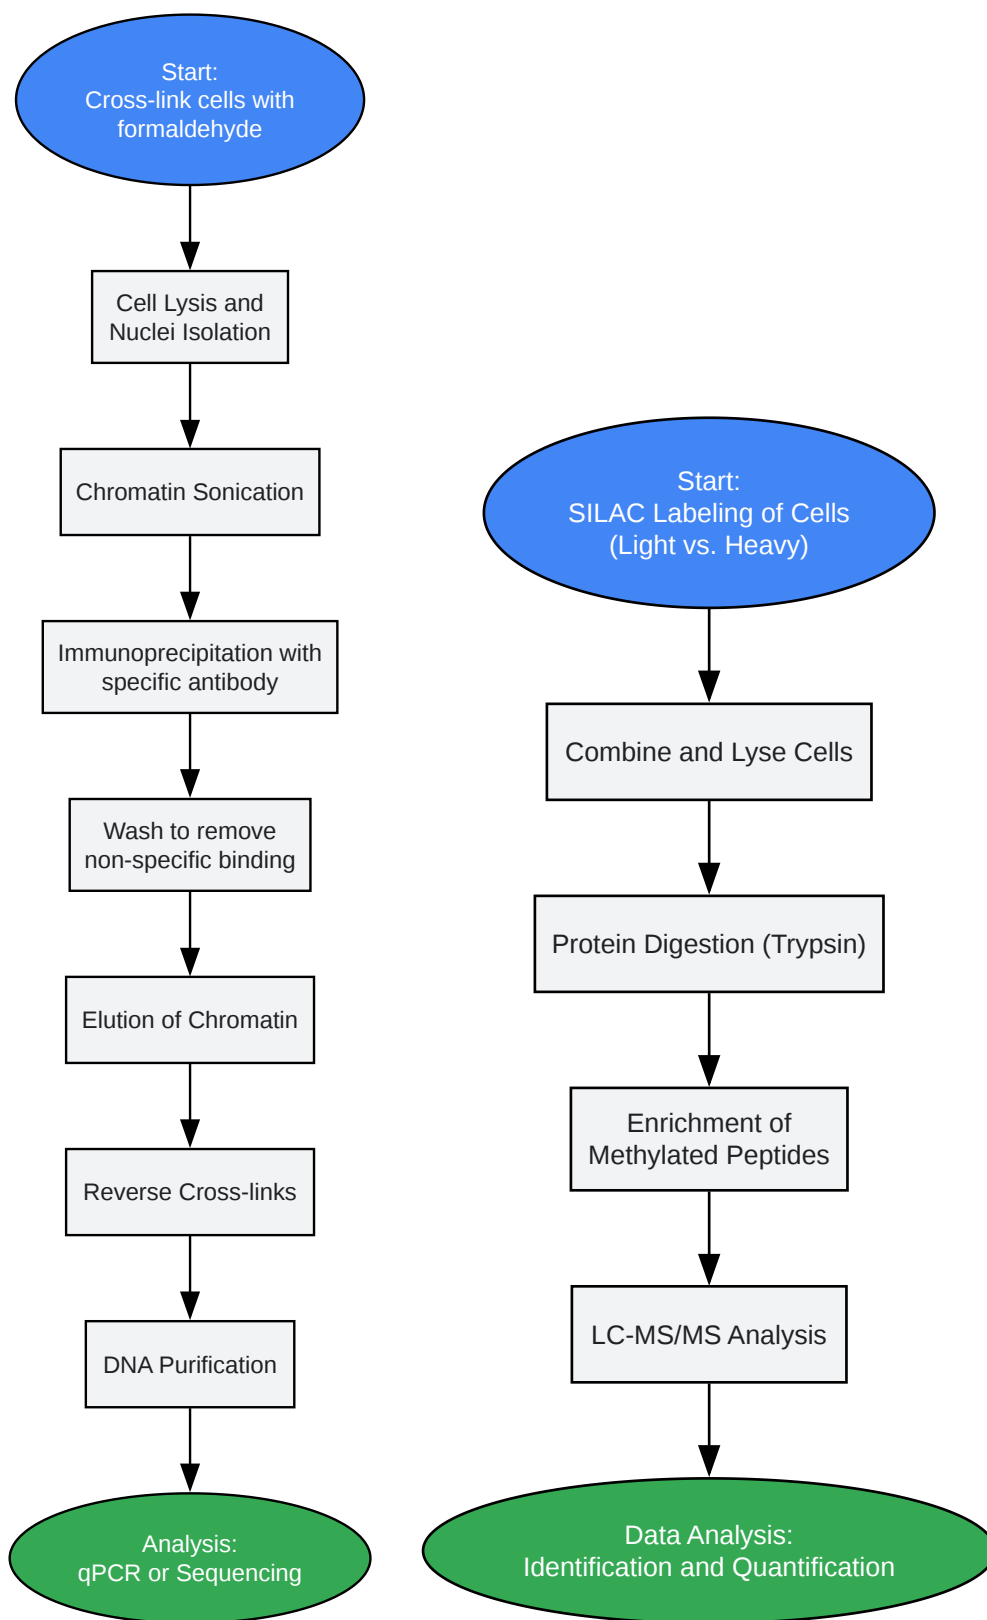 Start:
Cross-link cells with
formaldehyde
Cell Lysis and
Nuclei Isolation
Chromatin Sonication
Immunoprecipitation with
specific antibody
Wash to remove
non-specific binding
Elution of Chromatin
Reverse Cross-links
DNA Purification
Analysis:
qPCR or Sequencing
Start:
SILAC Labeling of Cells
(Light vs. Heavy)
Combine and Lyse Cells
Protein Digestion (Trypsin)
Enrichment of
Methylated Peptides
LC-MS/MS Analysis
Data Analysis:
Identification and Quantification